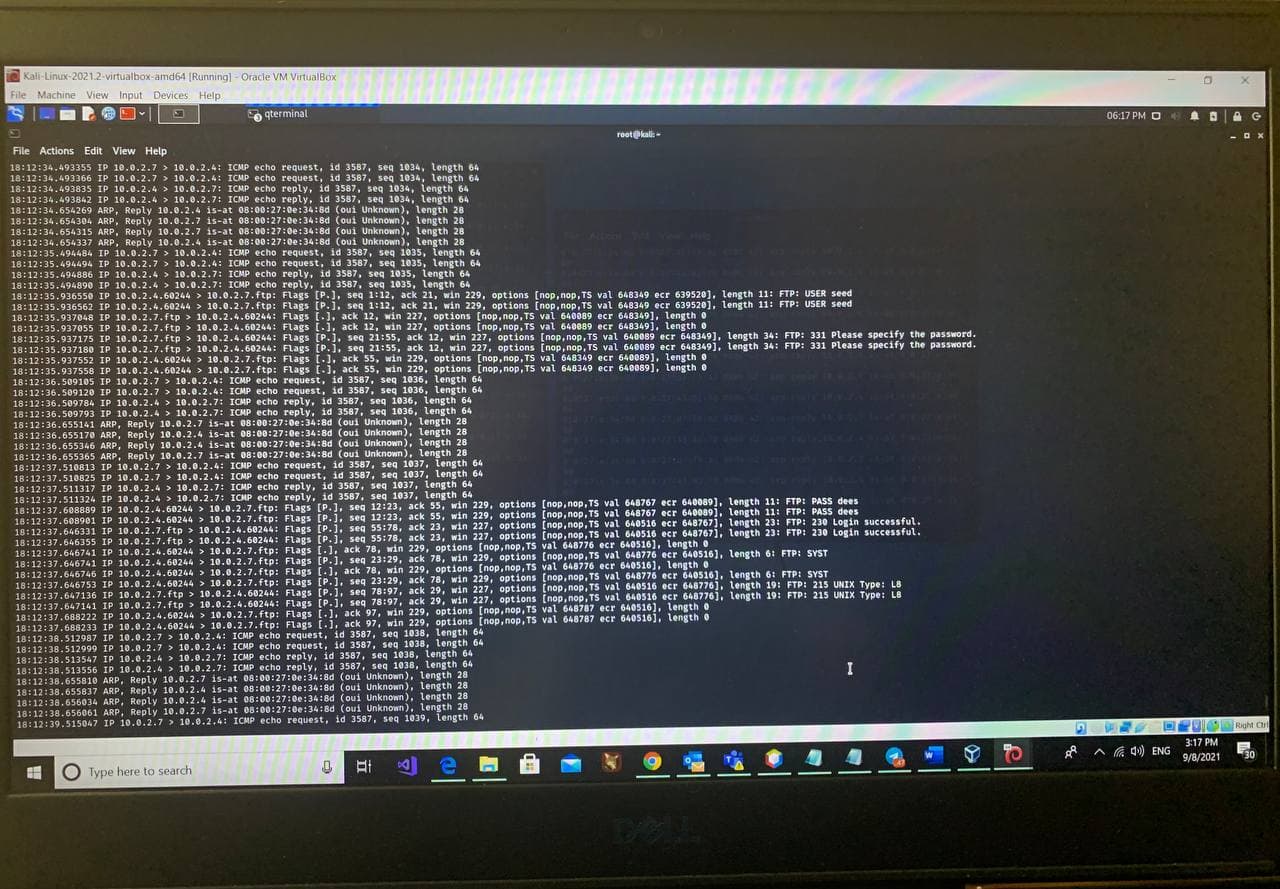 Kali-Linux-2021.2-virtualbox-amd64 [Running] - Oracle VM VirtualBox
File Machine View Input Devices Help
qterminal
06:17 PM
root@kali: ~
File Actions Edit View Help
18:12:34.493355 IP 10.0.2.7 > 10.0.2.4: ICMP echo request, id 3587, seq 1034, length 64
18:12:34.493366 IP 10.0.2.7 > 10.0.2.4: ICMP echo request, id 3587, seq 1034, length 64
18:12:34.493835 IP 10.0.2.4 > 10.0.2.7: ICMP echo reply, id 3587, seq 1034, length 64
18:12:34.493842 IP 10.0.2.4 > 10.0.2.7: ICMP echo reply, id 3587, seq 1034, length 64
18:12:34.654269 ARP, Reply 10.0.2.4 is-at 08:00:27:0e:34:8d (oui Unknown), length 28
18:12:34.654304 ARP, Reply 10.0.2.7 is-at 08:00:27:0e:34:8d (oui Unknown), length 28
18:12:34.654315 ARP, Reply 10.0.2.7 is-at 08:00:27:0e:34:8d (oui Unknown), length 28
18:12:34.654337 ARP, Reply 10.0.2.4 is-at 08:00:27:0e:34:8d (oui Unknown), length 28
18:12:35.494484 IP 10.0.2.7 > 10.0.2.4: ICMP echo request, id 3587, seq 1035, length 64
18:12:35.494494 IP 10.0.2.7 > 10.0.2.4: ICMP echo request, id 3587, seq 1035, length 64
18:12:35.494886 IP 10.0.2.4 > 10.0.2.7: ICMP echo reply, id 3587, seq 1035, length 64
18:12:35.494890 IP 10.0.2.4 > 10.0.2.7: ICMP echo reply, id 3587, seq 1035, length 64
18:12:35.936550 IP 10.0.2.4.60244 > 10.0.2.7.ftp: Flags [P.], seq 1:12, ack 21, win 229, options [nop,nop,TS val 648349 ecr 639520], length 11: FTP: USER seed
18:12:35.936562 IP 10.0.2.4.60244 > 10.0.2.7.ftp: Flags [P.], seq 1:12, ack 21, win 229, options [nop,nop,TS val 648349 ecr 639520], length 11: FTP: USER seed
18:12:35.937048 IP 10.0.2.7.ftp > 10.0.2.4.60244: Flags [.], ack 12, win 227, options [nop,nop,TS val 640089 ecr 648349], length 0
18:12:35.937055 IP 10.0.2.7.ftp > 10.0.2.4.60244: Flags [.], ack 12, win 227, options [nop,nop,TS val 640089 ecr 648349], length 0
18:12:35.937175 IP 10.0.2.7.ftp > 10.0.2.4.60244: Flags [P.], seq 21:55, ack 12, win 227, options [nop,nop,TS val 640089 ecr 648349], length 34: FTP: 331 Please specify the password.
18:12:35.937180 IP 10.0.2.7.ftp > 10.0.2.4.60244: Flags [P.], seq 21:55, ack 12, win 227, options [nop,nop,TS val 640089 ecr 648349], length 34: FTP: 331 Please specify the password.
18:12:35.937552 IP 10.0.2.4.60244 > 10.0.2.7.ftp: Flags [.], ack 55, win 229, options [nop,nop,TS val 648349 ecr 640089], length 0
18:12:35.937558 IP 10.0.2.4.60244 > 10.0.2.7.ftp: Flags [.], ack 55, win 229, options [nop,nop,TS val 648349 ecr 640089], length 0
18:12:36.509105 IP 10.0.2.7 > 10.0.2.4: ICMP echo request, id 3587, seq 1036, length 64
18:12:36.509120 IP 10.0.2.7 > 10.0.2.4: ICMP echo request, id 3587, seq 1036, length 64
18:12:36.509784 IP 10.0.2.4 > 10.0.2.7: ICMP echo reply, id 3587, seq 1036, length 64
18:12:36.509793 IP 10.0.2.4 > 10.0.2.7: ICMP echo reply, id 3587, seq 1036, length 64
18:12:36.655141 ARP, Reply 10.0.2.7 is-at 08:00:27:0e:34:8d (oui Unknown), length 28
18:12:36.655170 ARP, Reply 10.0.2.4 is-at 08:00:27:0e:34:8d (oui Unknown), length 28
18:12:36.655346 ARP, Reply 10.0.2.4 is-at 08:00:27:0e:34:8d (oui Unknown), length 28
18:12:36.655365 ARP, Reply 10.0.2.7 is-at 08:00:27:0e:34:8d (oui Unknown), length 28
18:12:37.510813 IP 10.0.2.7 > 10.0.2.4: ICMP echo request, id 3587, seq 1037, length 64
18:12:37.510825 IP 10.0.2.7 > 10.0.2.4: ICMP echo request, id 3587, seq 1037, length 64
18:12:37.511317 IP 10.0.2.4 > 10.0.2.7: ICMP echo reply, id 3587, seq 1037, length 64
18:12:37.511324 IP 10.0.2.4 > 10.0.2.7: ICMP echo reply, id 3587, seq 1037, length 64
18:12:37.608889 IP 10.0.2.4.60244 > 10.0.2.7.ftp: Flags [P.], seq 12:23, ack 55, win 229, options [nop,nop,TS val 648767 ecr 640089], length 11: FTP: PASS dees
18:12:37.608901 IP 10.0.2.4.60244 > 10.0.2.7.ftp: Flags [P.], seq 12:23, ack 55, win 229, options [nop,nop,TS val 648767 ecr 640089], length 11: FTP: PASS dees
18:12:37.646331 IP 10.0.2.7.ftp > 10.0.2.4.60244: Flags [P.], seq 55:78, ack 23, win 227, options [nop,nop,TS val 640516 ecr 648767], length 23: FTP: 230 Login successful.
18:12:37.646355 IP 10.0.2.7.ftp > 10.0.2.4.60244: Flags [P.], seq 55:78, ack 23, win 227, options [nop,nop,TS val 640516 ecr 648767], length 23: FTP: 230 Login successful.
18:12:37.646741 IP 10.0.2.4.60244 > 10.0.2.7.ftp: Flags [.], ack 78, win 229, options [nop,nop,TS val 648776 ecr 640516], length 0
18:12:37.646741 IP 10.0.2.4.60244 > 10.0.2.7.ftp: Flags [P.], seq 23:29, ack 78, win 229, options [nop,nop,TS val 648776 ecr 640516], length 6: FTP: SYST
18:12:37.646746 IP 10.0.2.4.60244 > 10.0.2.7.ftp: Flags [.], ack 78, win 229, options [nop,nop,TS val 648776 ecr 640516], length 0
18:12:37.646753 IP 10.0.2.4.60244 > 10.0.2.7.ftp: Flags [P.], seq 23:29, ack 78, win 229, options [nop,nop,TS val 648776 ecr 640516], length 6: FTP: SYST
18:12:37.647136 IP 10.0.2.7.ftp > 10.0.2.4.60244: Flags [P.], seq 78:97, ack 29, win 227, options [nop,nop,TS val 640516 ecr 648776], length 19: FTP: 215 UNIX Type: L8
18:12:37.647141 IP 10.0.2.7.ftp > 10.0.2.4.60244: Flags [P.], seq 78:97, ack 29, win 227, options [nop,nop,TS val 640516 ecr 648776], length 19: FTP: 215 UNIX Type: L8
18:12:37.688222 IP 10.0.2.4.60244 > 10.0.2.7.ftp: Flags [.], ack 97, win 229, options [nop,nop,TS val 648787 ecr 640516], length 0
18:12:37.688233 IP 10.0.2.4.60244 > 10.0.2.7.ftp: Flags [.], ack 97, win 229, options [nop,nop,TS val 648787 ecr 640516], length 0
18:12:38.512987 IP 10.0.2.7 > 10.0.2.4: ICMP echo request, id 3587, seq 1038, length 64
18:12:38.512999 IP 10.0.2.7 > 10.0.2.4: ICMP echo request, id 3587, seq 1038, length 64
18:12:38.513547 IP 10.0.2.4 > 10.0.2.7: ICMP echo reply, id 3587, seq 1038, length 64
18:12:38.513556 IP 10.0.2.4 > 10.0.2.7: ICMP echo reply, id 3587, seq 1038, length 64
18:12:38.655810 ARP, Reply 10.0.2.7 is-at 08:00:27:0e:34:8d (oui Unknown), length 28
18:12:38.655837 ARP, Reply 10.0.2.4 is-at 08:00:27:0e:34:8d (oui Unknown), length 28
18:12:38.656034 ARP, Reply 10.0.2.4 is-at 08:00:27:0e:34:8d (oui Unknown), length 28
18:12:38.656061 ARP, Reply 10.0.2.7 is-at 08:00:27:0e:34:8d (oui Unknown), length 28
18:12:39.515047 IP 10.0.2.7 > 10.0.2.4: ICMP echo request, id 3587, seq 1039, length 64
Right Ctrl
Type here to search
ENG
3:17 PM
9/8/2021
30
DELL